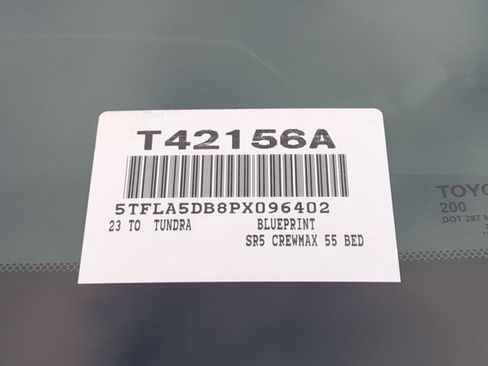 T42156A
5TFLA5DB8PX096402
23 TO TUNDRA BLUEPRINT
SR5 CREWMAX 55 BED
TOYO
200
DOT 287 M